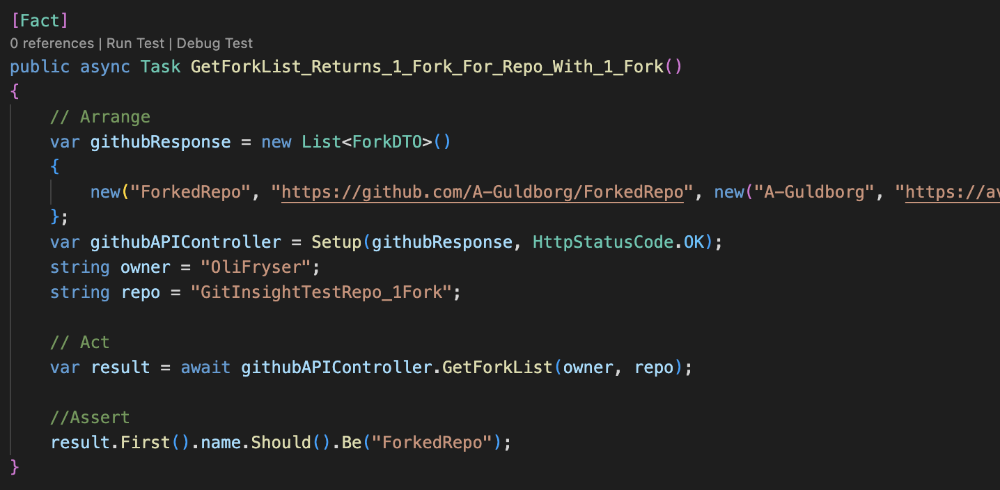 [Fact]
0 references | Run Test | Debug Test
public async Task GetForkList_Returns_1_Fork_For_Repo_With_1_Fork()
{
// Arrange
var githubResponse = new List<ForkDTO>()
{
new("ForkedRepo", "https://github.com/A-Guldborg/ForkedRepo", new("A-Guldborg", "https://av
};
var githubAPIController = Setup(githubResponse, HttpStatusCode.OK);
string owner = "OliFryser";
string repo = "GitInsightTestRepo_1Fork";
// Act
var result = await githubAPIController.GetForkList(owner, repo);
//Assert
result.First().name.Should().Be("ForkedRepo");
}